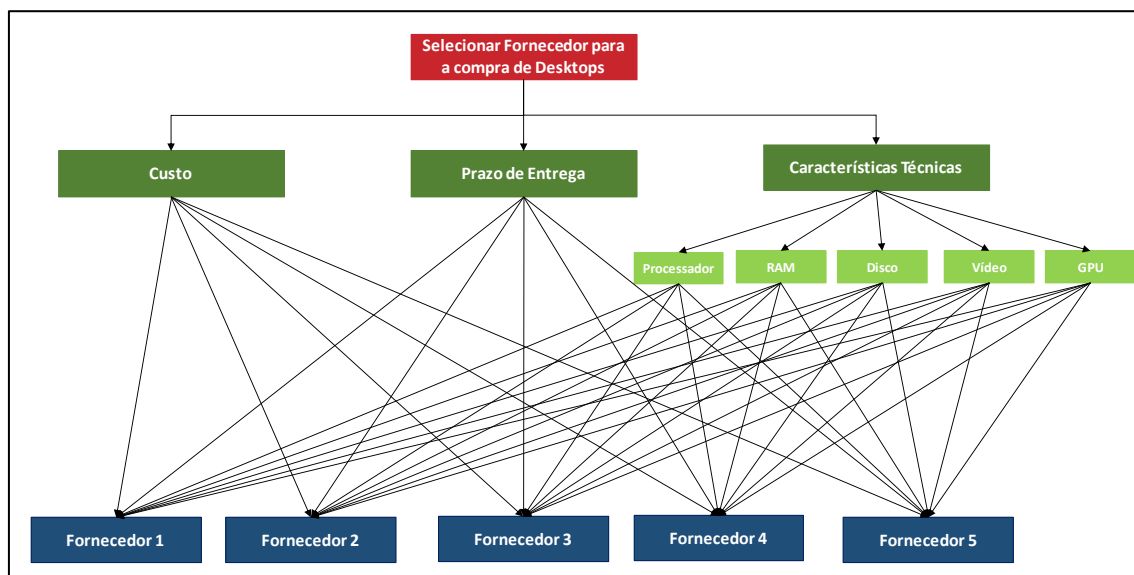 Selecionar Fornecedor para
a compra de Desktops
Custo
Prazo de Entrega
Características Técnicas
Processador
RAM
Disco
Vídeo
GPU
Fornecedor 1
Fornecedor 2
Fornecedor 3
Fornecedor 4
Fornecedor 5